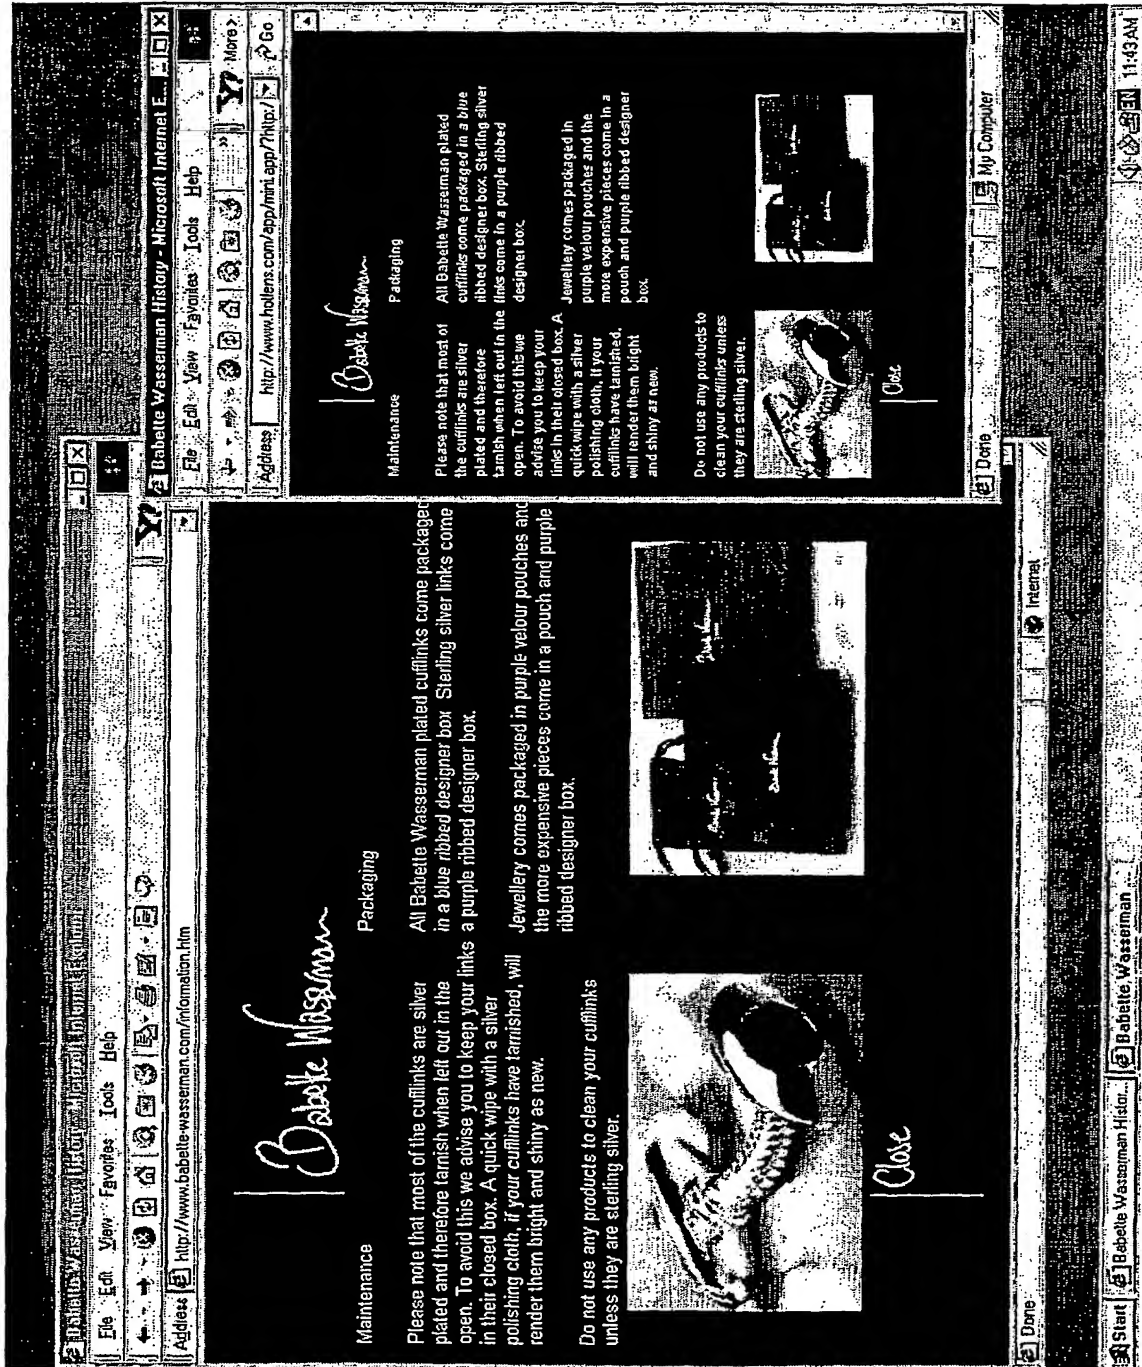 Babette Wasserman History - Microsoft Internet Explorer
File Edit View Favorites Tools Help
Address http://www.babette-wasserman.com/information.htm
Babette Wasserman
Maintenance
Please note that most of the cufflinks are silver
plated and therefore tarnish when left out in the
open. To avoid this we advise you to keep your links
in their closed box. A quick wipe with a silver
polishing cloth, if your cufflinks have tarnished, will
render them bright and shiny as new.
Do not use any products to clean your cufflinks
unless they are sterling silver.
Packaging
All Babette Wasserman plated cufflinks come packaged
in a blue ribbed designer box. Sterling silver links come
a purple ribbed designer box.
Jewellery comes packaged in purple velour pouches and
the more expensive pieces come in a pouch and purple
ribbed designer box.
Close
Done
Internet
Babette Wasserman History - Microsoft Internet E...
File Edit View Favorites Tools Help
Y! More >
Address http://www.hollens.com/app/mini.app/?http:/ Go
Babette Wasserman
Maintenance
Please note that most of
the cufflinks are silver
plated and therefore
tarnish when left out in the
open. To avoid this we
advise you to keep your
links in their closed box. A
quick wipe with a silver
polishing cloth, if your
cufflinks have tarnished,
will render them bright
and shiny as new.
Do not use any products to
clean your cufflinks unless
they are sterling silver.
Packaging
All Babette Wasserman plated
cufflinks come packaged in a blue
ribbed designer box. Sterling silver
links come in a purple ribbed
designer box.
Jewellery comes packaged in
purple velour pouches and the
more expensive pieces come in a
pouch and purple ribbed designer
box.
Close
Done
My Computer
Start Babette Wasserman Histor... Babette, Wasserman EN 11:43 AM